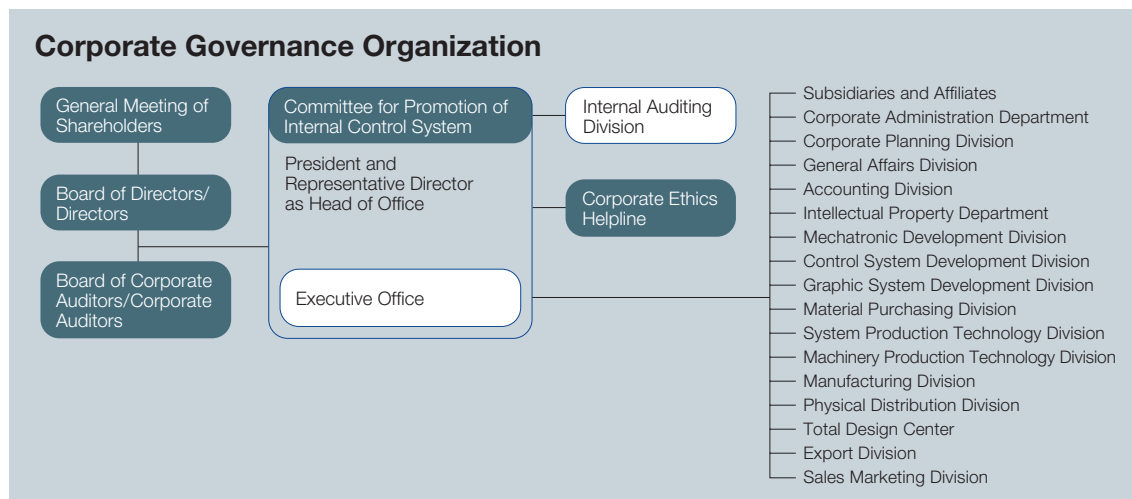 Corporate Governance Organization
General Meeting of
Shareholders
Board of Directors/
Directors
Board of Corporate
Auditors/Corporate
Auditors
Committee for Promotion of
Internal Control System
President and
Representative Director
as Head of Office
Executive Office
Internal Auditing
Division
Corporate Ethics
Helpline
Subsidiaries and Affiliates
Corporate Administration Department
Corporate Planning Division
General Affairs Division
Accounting Division
Intellectual Property Department
Mechatronic Development Division
Control System Development Division
Graphic System Development Division
Material Purchasing Division
System Production Technology Division
Machinery Production Technology Division
Manufacturing Division
Physical Distribution Division
Total Design Center
Export Division
Sales Marketing Division